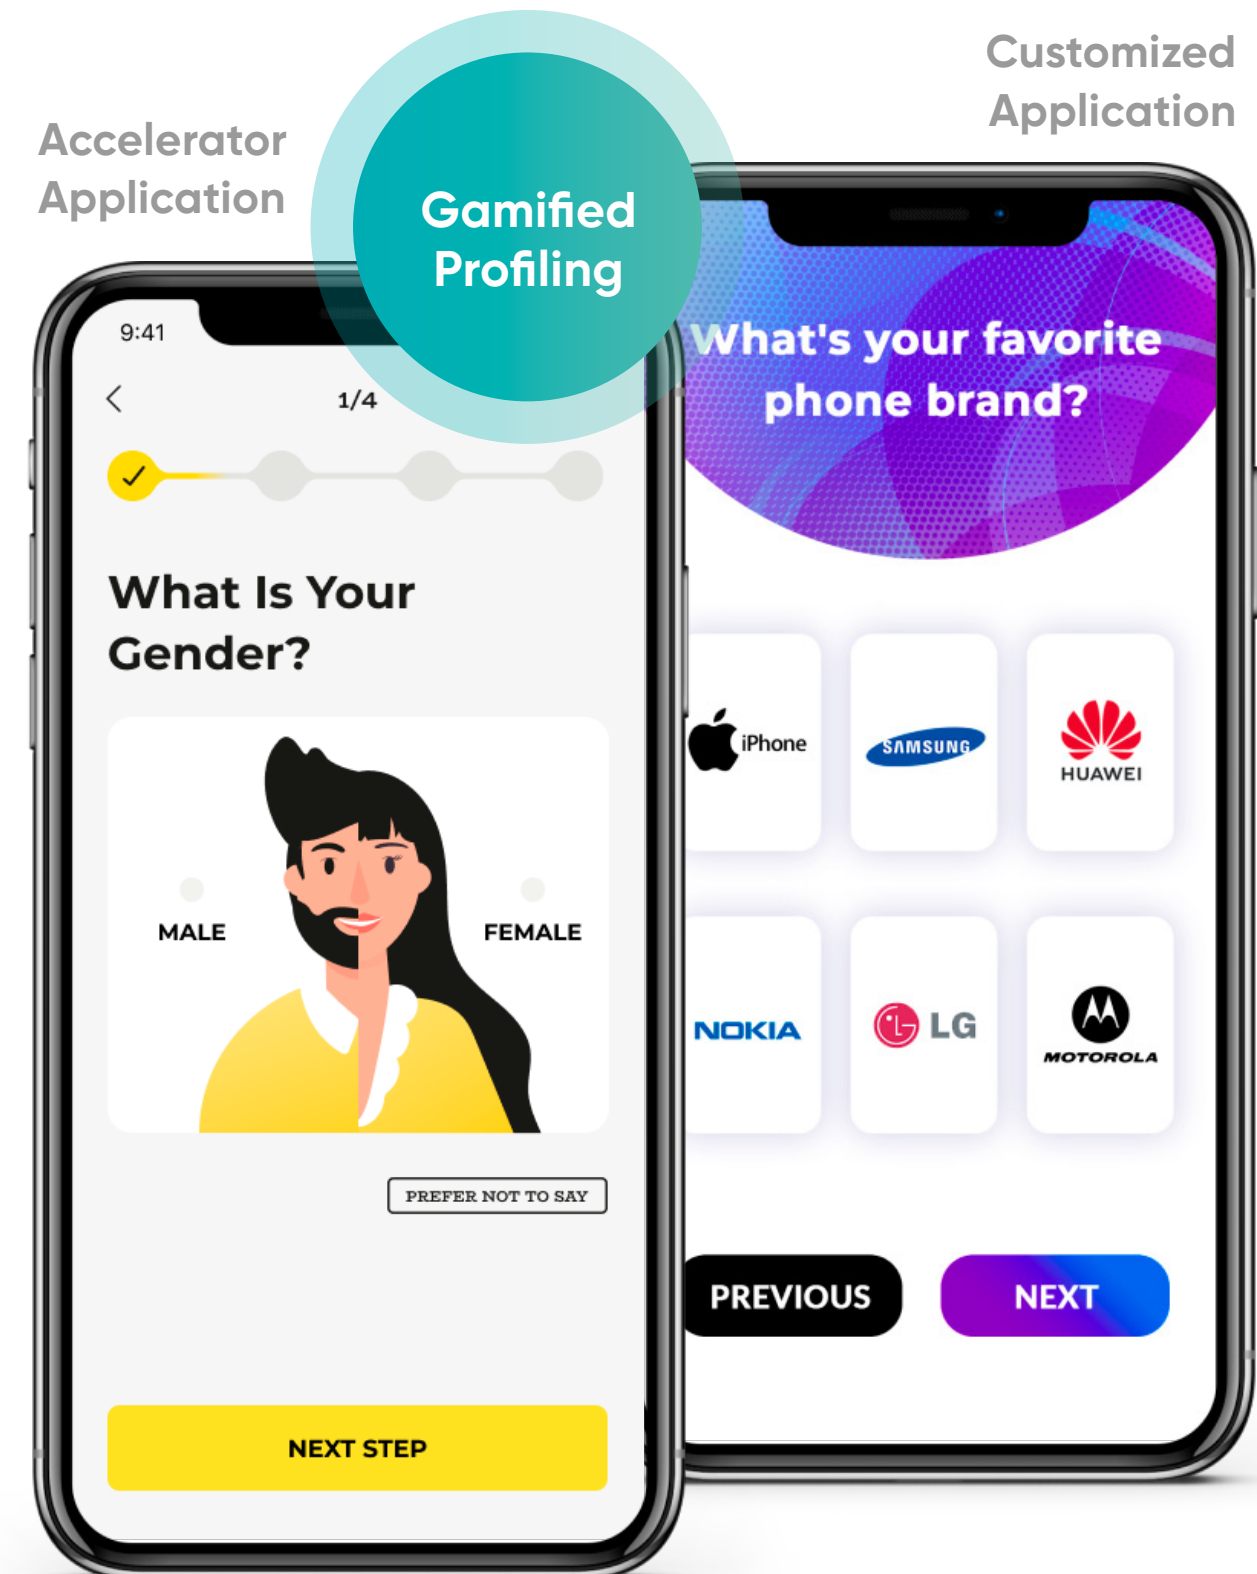 Customized
Application
Accelerator
Application
Gamified
Profiling
9:41
1/4
What Is Your
Gender?
MALE
FEMALE
PREFER NOT TO SAY
NEXT STEP
What's your favorite
phone brand?
iPhone
SAMSUNG
HUAWEI
NOKIA
LG
MOTOROLA
PREVIOUS
NEXT